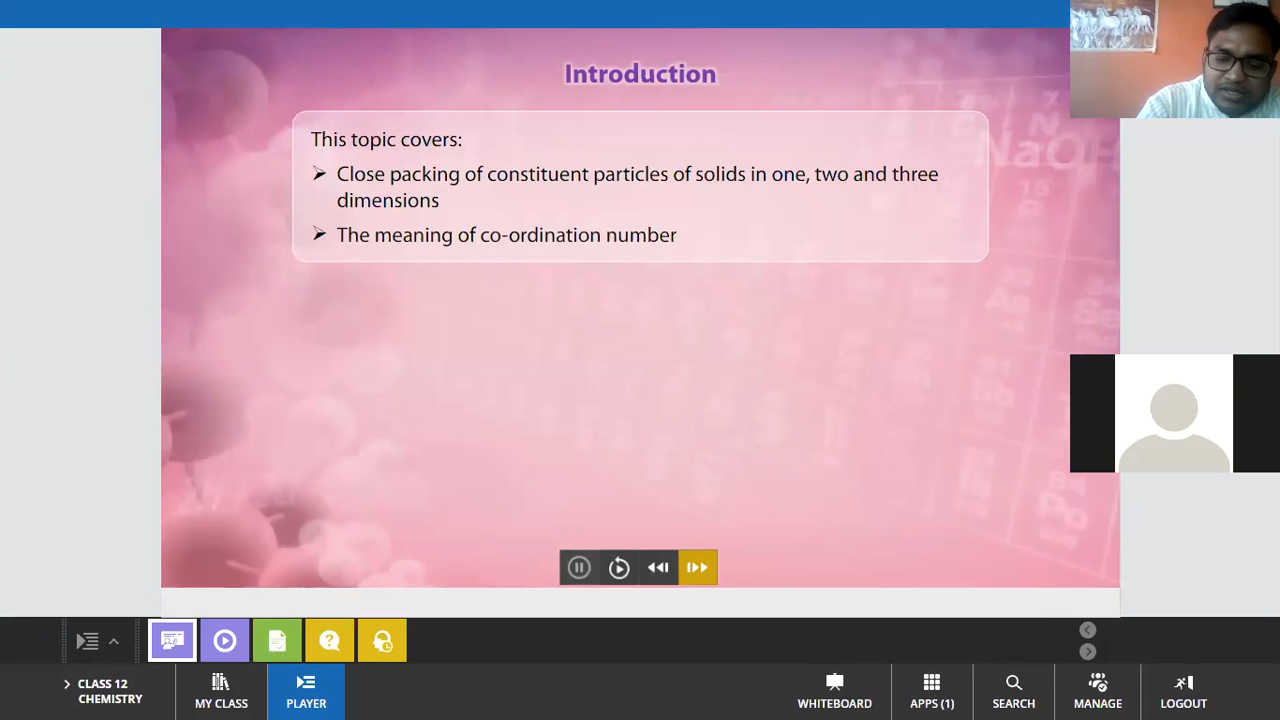 Introduction
This topic covers:
➢ Close packing of constituent particles of solids in one, two and three
dimensions
➢ The meaning of co-ordination number
NaOH
CLASS 12
CHEMISTRY
MY CLASS
PLAYER
WHITEBOARD
APPS (1)
SEARCH
MANAGE
LOGOUT